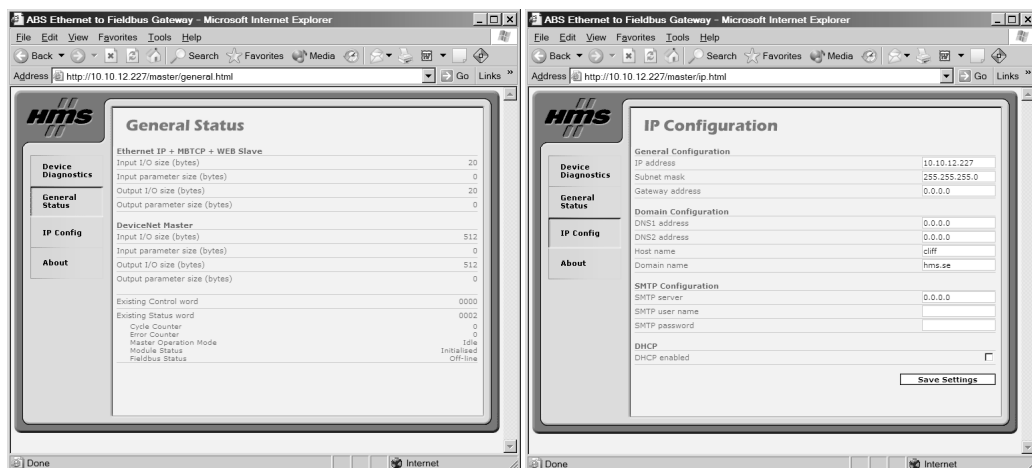 ABS Ethernet to Fieldbus Gateway - Microsoft Internet Explorer
File Edit View Favorites Tools Help
Back Search Favorites Media
Address http://10.10.12.227/master/general.html Go Links »
HMS
General Status
Device Diagnostics
General Status
IP Config
About
Ethernet IP + MBTCP + WEB Slave
Input I/O size (bytes) 20
Input parameter size (bytes) 0
Output I/O size (bytes) 20
Output parameter size (bytes) 0
DeviceNet Master
Input I/O size (bytes) 512
Input parameter size (bytes) 0
Output I/O size (bytes) 512
Output parameter size (bytes) 0
Existing Control word 0000
Existing Status word 0002
Cycle Counter 0
Error Counter 0
Master Operation Mode Idle
Module Status Initialised
Fieldbus Status Off-line
Done Internet
ABS Ethernet to Fieldbus Gateway - Microsoft Internet Explorer
File Edit View Favorites Tools Help
Back Search Favorites Media
Address http://10.10.12.227/master/ip.html Go Links »
HMS
IP Configuration
Device Diagnostics
General Status
IP Config
About
General Configuration
IP address 10.10.12.227
Subnet mask 255.255.255.0
Gateway address 0.0.0.0
Domain Configuration
DNS1 address 0.0.0.0
DNS2 address 0.0.0.0
Host name cliff
Domain name hms.se
SMTP Configuration
SMTP server 0.0.0.0
SMTP user name
SMTP password
DHCP
DHCP enabled
Save Settings
Done Internet